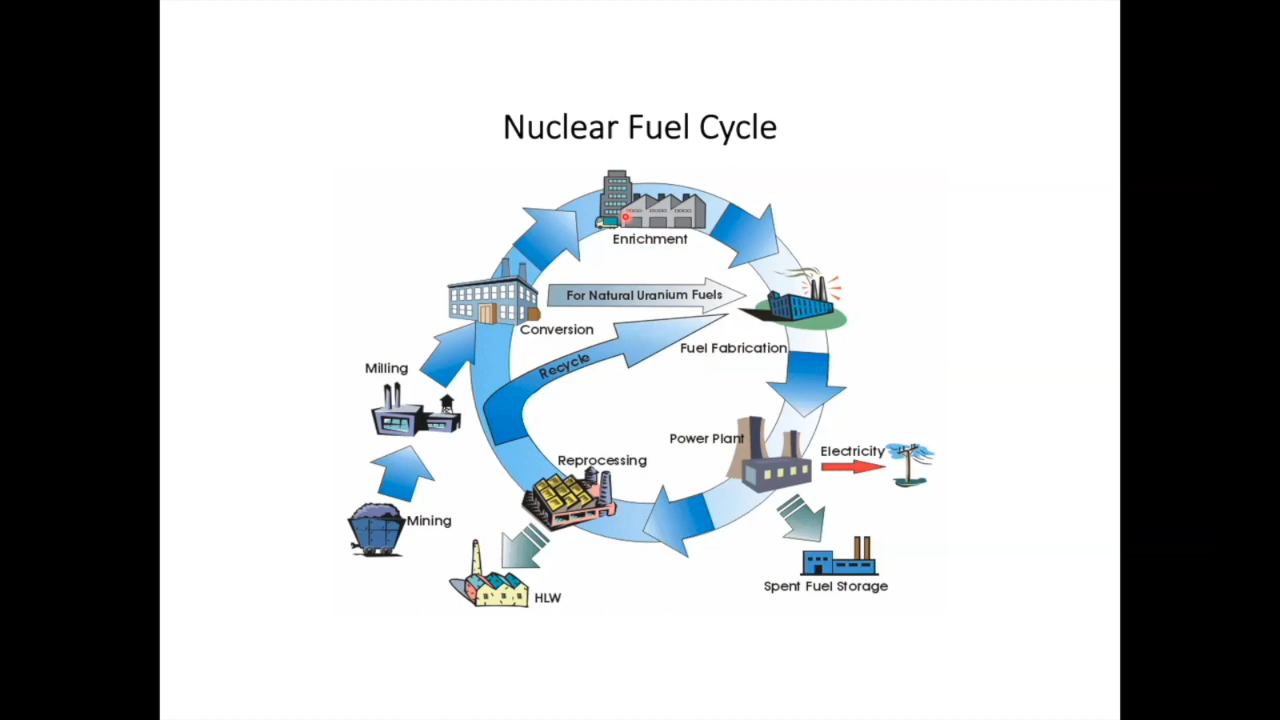 Nuclear Fuel Cycle
Enrichment
For Natural Uranium Fuels
Conversion
Fuel Fabrication
Recycle
Milling
Power Plant
Electricity
Reprocessing
Mining
Spent Fuel Storage
HLW